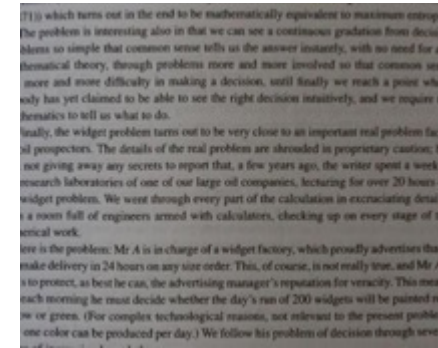 71)) which turns out in the end to be mathematically equivalent to maximum entrop
The problem is interesting also in that we can see a continuous gradation from decis
blems so simple that common sense tells us the answer instantly, with no need for a
thematical theory, through problems more and more involved so that common sen
more and more difficulty in making a decision, until finally we reach a point wh
body has yet claimed to be able to see the right decision intuitively, and we require
thematics to tell us what to do.
Finally, the widget problem turns out to be very close to an important real problem fac
oil prospectors. The details of the real problem are shrouded in proprietary caution;
not giving away any secrets to report that, a few years ago, the writer spent a week
research laboratories of one of our large oil companies, lecturing for over 20 hours
widget problem. We went through every part of the calculation in excruciating detai
a room full of engineers armed with calculators, checking up on every stage of
merical work.
Here is the problem: Mr A is in charge of a widget factory, which proudly advertises tha
make delivery in 24 hours on any size order. This, of course, is not really true, and Mr A
s to protect, as best he can, the advertising manager's reputation for veracity. This mea
each morning he must decide whether the day's run of 200 widgets will be painted r
ow or green. (For complex technological reasons, not relevant to the present proble
one color can be produced per day.) We follow his problem of decision through seve